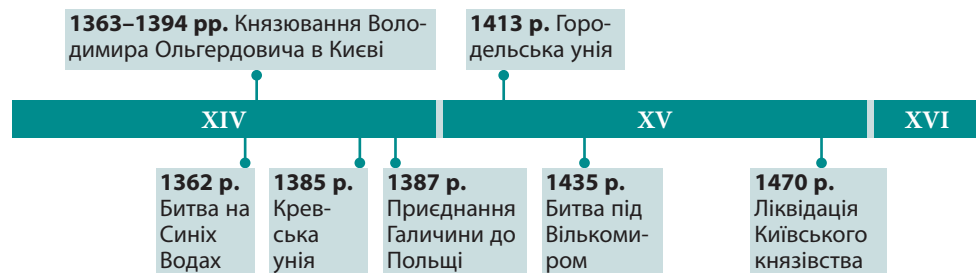 1363–1394 рр. Князювання Воло-
димира Ольгердовича в Києві
1413 р. Горо-
дельська унія
XIV
XV
XVI
1362 р.
Битва на
Синіх
Водах
1385 р.
Крев-
ська
унія
1387 р.
Приєднання
Галичини до
Польщі
1435 р.
Битва під
Вількоми-
ром
1470 р.
Ліквідація
Київського
князівства